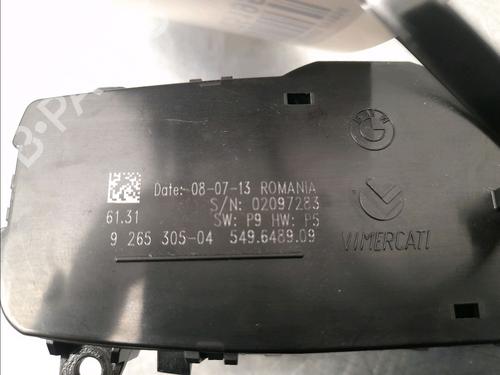 Date: 08-07-13 ROMANIA
S/N: 02097283
61.31
SW: P9 HW: P5
9 265 305-04 549.6489.09
VIMERCATI
BMW
B-PA